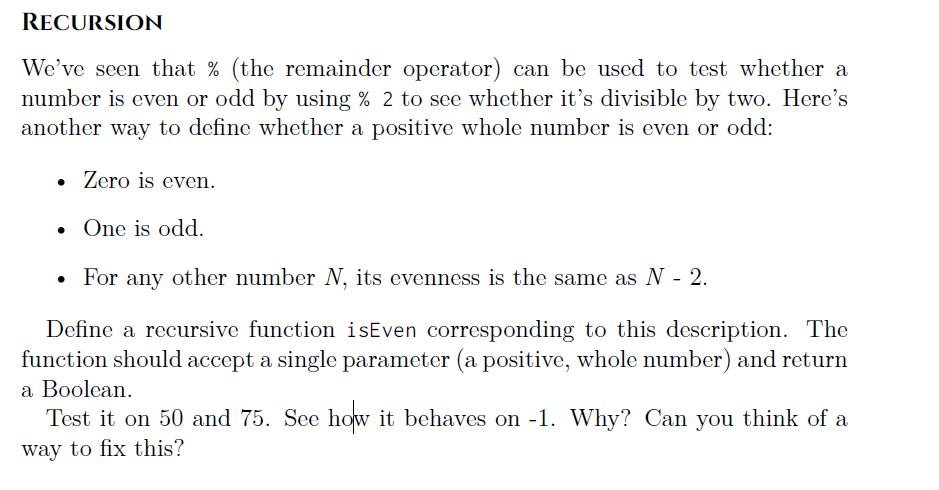 RECURSION
We've seen that % (the remainder operator) can be used to test whether a
number is even or odd by using % 2 to see whether it's divisible by two. Here's
another way to define whether a positive whole number is even or odd:
• Zero is even.
• One is odd.
• For any other number N, its evenness is the same as N - 2.
Define a recursive function isEven corresponding to this description. The
function should accept a single parameter (a positive, whole number) and return
a Boolean.
Test it on 50 and 75. See how it behaves on -1. Why? Can you think of a
way to fix this?